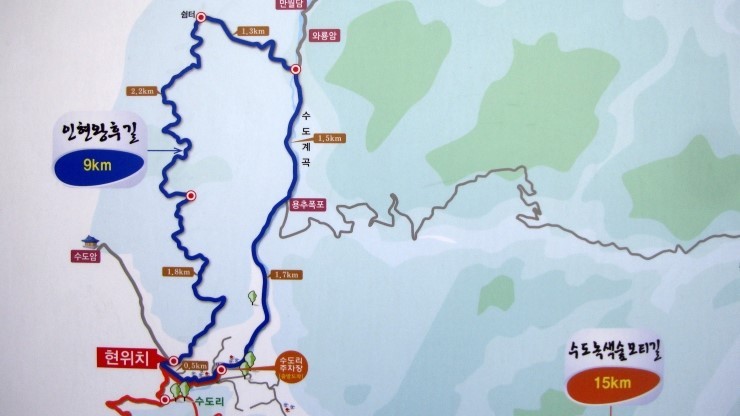 만월담
쉼터
1.3km
와룡암
2.2km
인현왕후길
9km
수도계곡
1.5km
용추폭포
수도암
1.8km
1.7km
현위치
0.5km
수도리
주차장
수도리
수도녹색숲모티길
15km